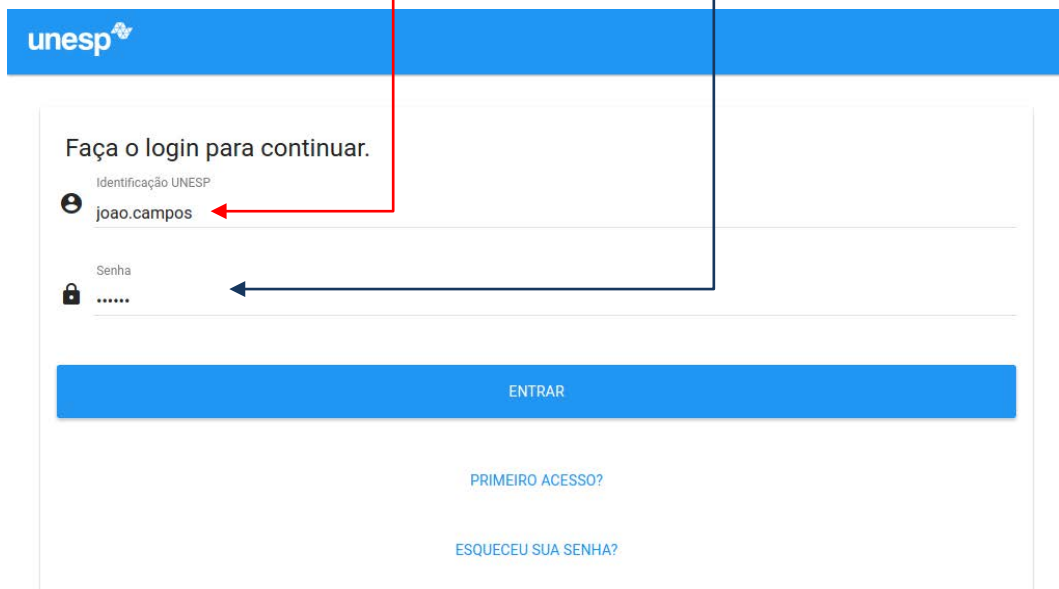 unesp
Faça o login para continuar.
Identificação UNESP
joao.campos
Senha
••••••
ENTRAR
PRIMEIRO ACESSO?
ESQUECEU SUA SENHA?